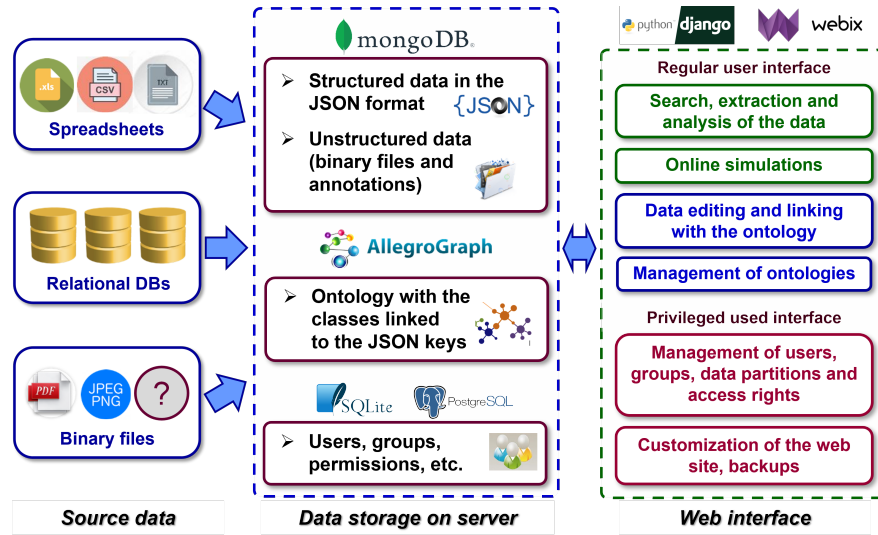 .xls
CSV
TXT
Spreadsheets
Relational DBs
PDF
JPEG
PNG
?
Binary files
Source data
mongoDB.
➢ Structured data in the
JSON format
{JSON}
➢ Unstructured data
(binary files and
annotations)
AllegroGraph
➢ Ontology with the
classes linked
to the JSON keys
SQLite
PostgreSQL
➢ Users, groups,
permissions, etc.
Data storage on server
python
django
webix
Regular user interface
Search, extraction and
analysis of the data
Online simulations
Data editing and linking
with the ontology
Management of ontologies
Privileged used interface
Management of users,
groups, data partitions and
access rights
Customization of the web
site, backups
Web interface